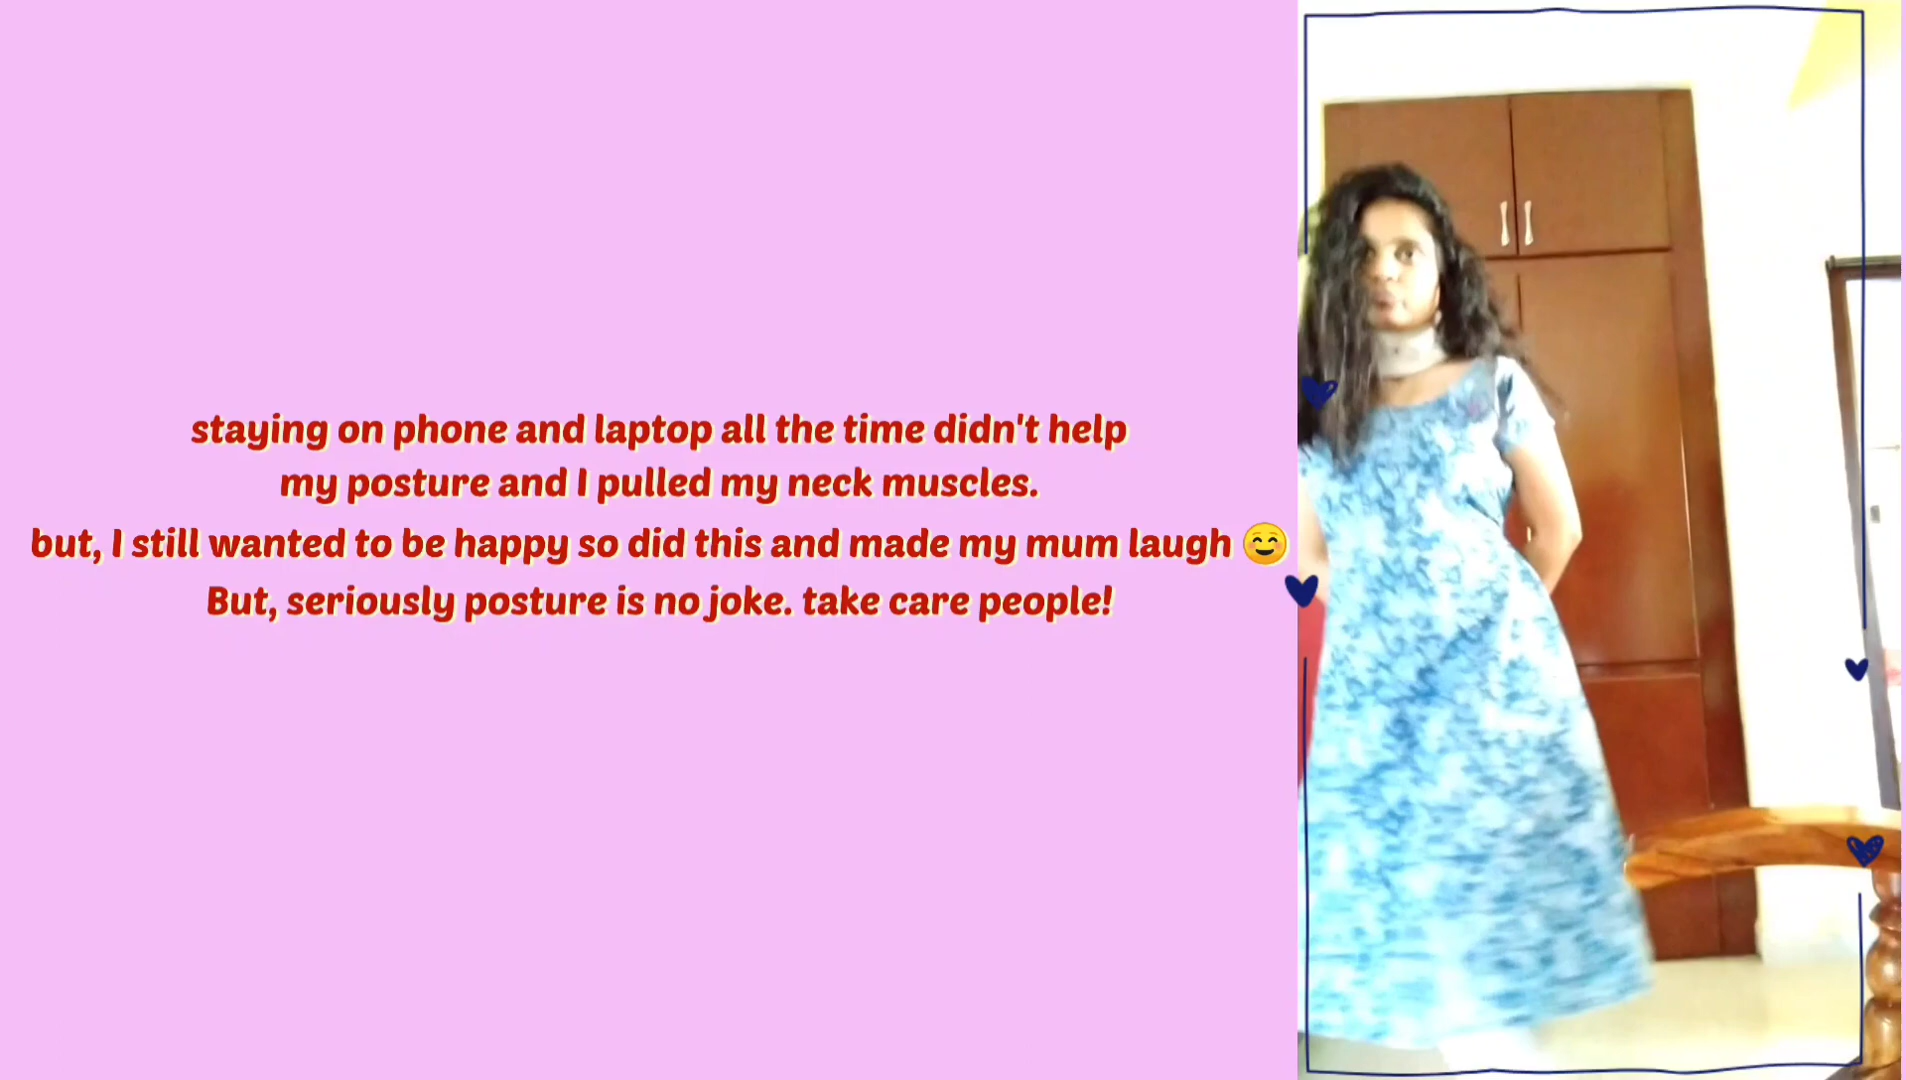 staying on phone and laptop all the time didn't help
my posture and I pulled my neck muscles.
but, I still wanted to be happy so did this and made my mum laugh 😊
But, seriously posture is no joke. take care people!